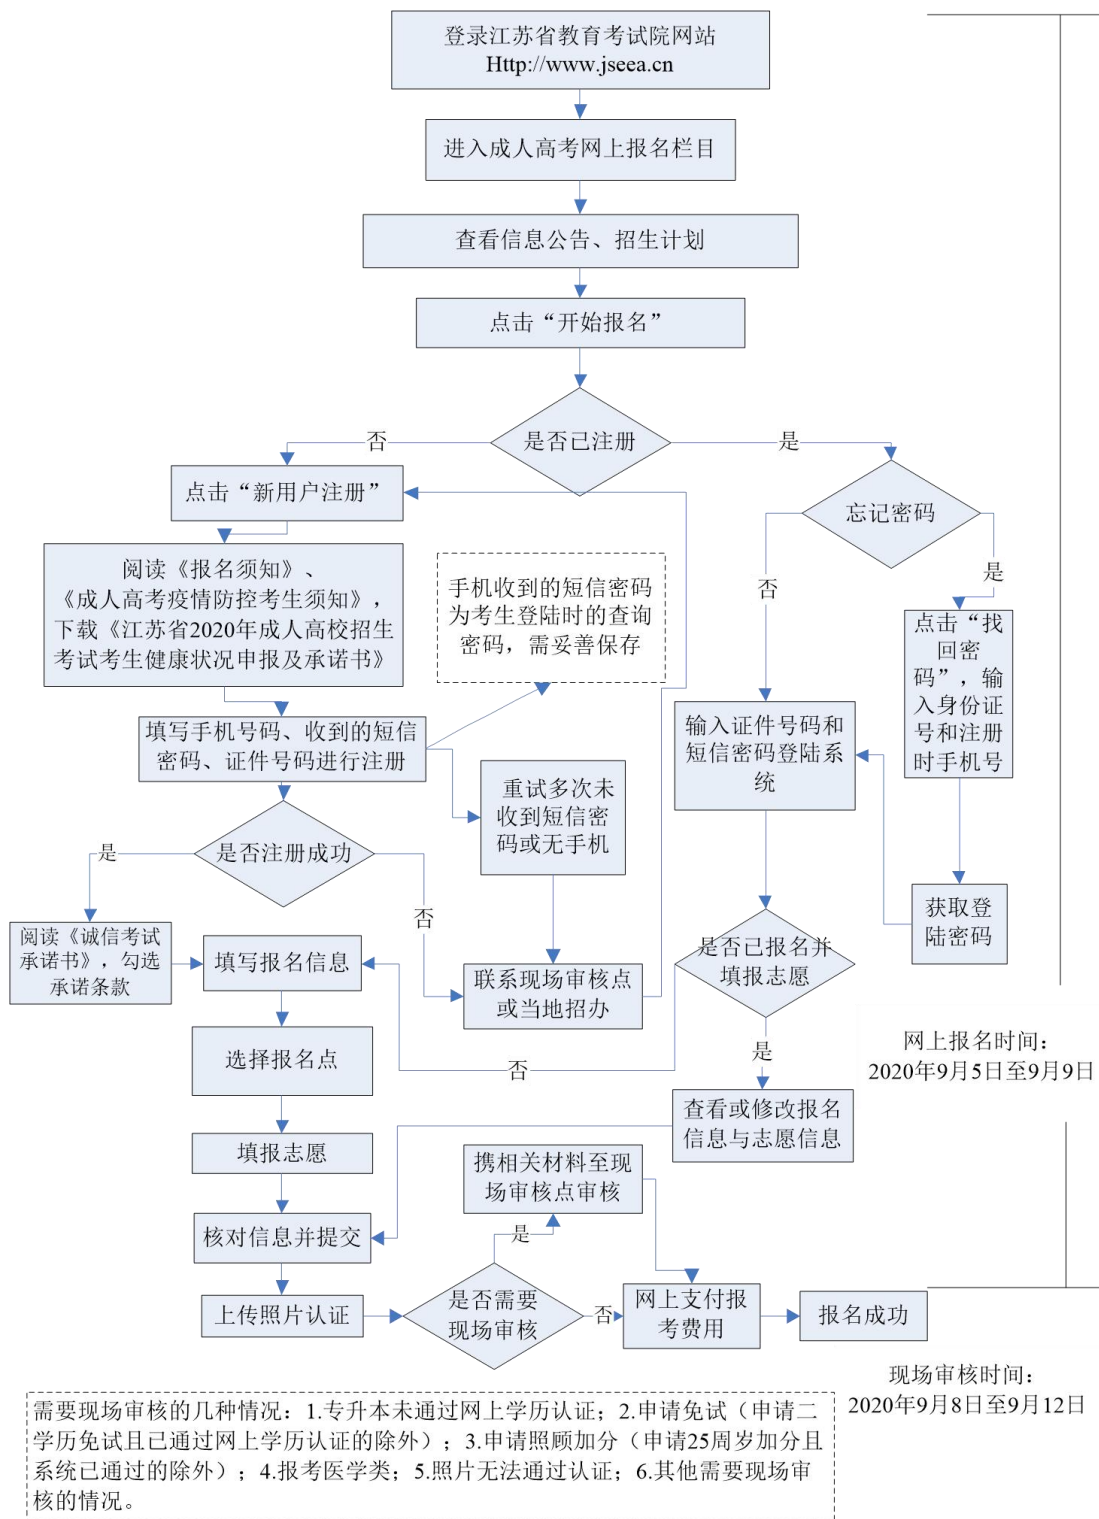 登录江苏省教育考试院网站
Http://www.jseea.cn
进入成人高考网上报名栏目
查看信息公告、招生计划
点击“开始报名”
是否已注册
否
是
点击“新用户注册”
忘记密码
阅读《报名须知》、
《成人高考疫情防控考生须知》，
下载《江苏省2020年成人高校招生
考试考生健康状况申报及承诺书》
手机收到的短信密码
为考生登陆时的查询
密码，需妥善保存
否
是
点击“找
回密
码”，输
入身份证
号和注册
时手机号
填写手机号码、收到的短信
密码、证件号码进行注册
输入证件号码和
短信密码登陆系
统
重试多次未
收到短信密
码或无手机
是否注册成功
是
否
获取登
陆密码
阅读《诚信考试
承诺书》，勾选
承诺条款
填写报名信息
联系现场审核点
或当地招办
是否已报名并
填报志愿
选择报名点
否
是
网上报名时间：
2020年9月5日至9月9日
填报志愿
查看或修改报名
信息与志愿信息
携相关材料至现
场审核点审核
核对信息并提交
是
上传照片认证
是否需要
现场审核
否
网上支付报
考费用
报名成功
现场审核时间：
2020年9月8日至9月12日
需要现场审核的几种情况：1.专升本未通过网上学历认证；2.申请免试（申请二
学历免试且已通过网上学历认证的除外）；3.申请照顾加分（申请25周岁加分且
系统已通过的除外）；4.报考医学类；5.照片无法通过认证；6.其他需要现场审
核的情况。